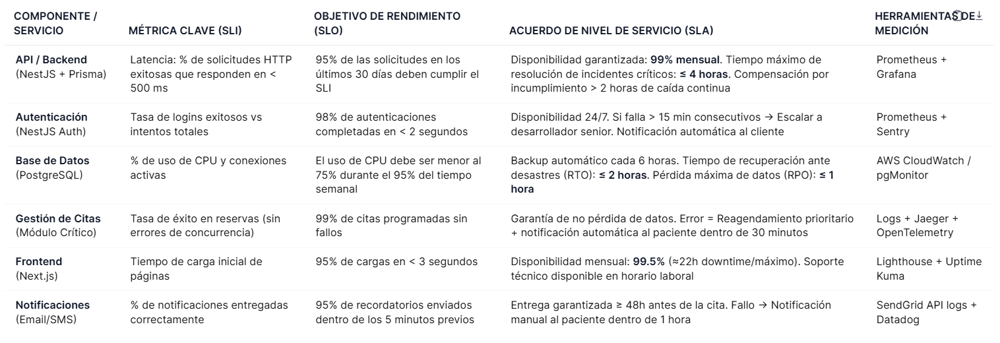 COMPONENTE / SERVICIO | MÉTRICA CLAVE (SLI) | OBJETIVO DE RENDIMIENTO (SLO) | ACUERDO DE NIVEL DE SERVICIO (SLA) | HERRAMIENTAS DE MEDICIÓN
API / Backend
(NestJS + Prisma)
Latencia: % de solicitudes HTTP
exitosas que responden en <
500 ms
95% de las solicitudes en los
últimos 30 días deben cumplir el
SLI
Disponibilidad garantizada: 99% mensual. Tiempo máximo de
resolución de incidentes críticos: ≤ 4 horas. Compensación por
incumplimiento > 2 horas de caída continua
Prometheus +
Grafana
Autenticación
(NestJS Auth)
Tasa de logins exitosos vs
intentos totales
98% de autenticaciones
completadas en < 2 segundos
Disponibilidad 24/7. Si falla > 15 min consecutivos → Escalar a
desarrollador senior. Notificación automática al cliente
Prometheus +
Sentry
Base de Datos
(PostgreSQL)
% de uso de CPU y conexiones
activas
El uso de CPU debe ser menor al
75% durante el 95% del tiempo
semanal
Backup automático cada 6 horas. Tiempo de recuperación ante
desastres (RTO): ≤ 2 horas. Pérdida máxima de datos (RPO): ≤ 1
hora
AWS CloudWatch /
pgMonitor
Gestión de Citas
(Módulo Crítico)
Tasa de éxito en reservas (sin
errores de concurrencia)
99% de citas programadas sin
fallos
Garantía de no pérdida de datos. Error = Reagendamiento prioritario
+ notificación automática al paciente dentro de 30 minutos
Logs + Jaeger +
OpenTelemetry
Frontend
(Next.js)
Tiempo de carga inicial de
páginas
95% de cargas en < 3 segundos
Disponibilidad mensual: 99.5% (≈22h downtime/máximo). Soporte
técnico disponible en horario laboral
Lighthouse + Uptime
Kuma
Notificaciones
(Email/SMS)
% de notificaciones entregadas
correctamente
95% de recordatorios enviados
dentro de los 5 minutos previos
Entrega garantizada ≥ 48h antes de la cita. Fallo → Notificación
manual al paciente dentro de 1 hora
SendGrid API logs +
Datadog